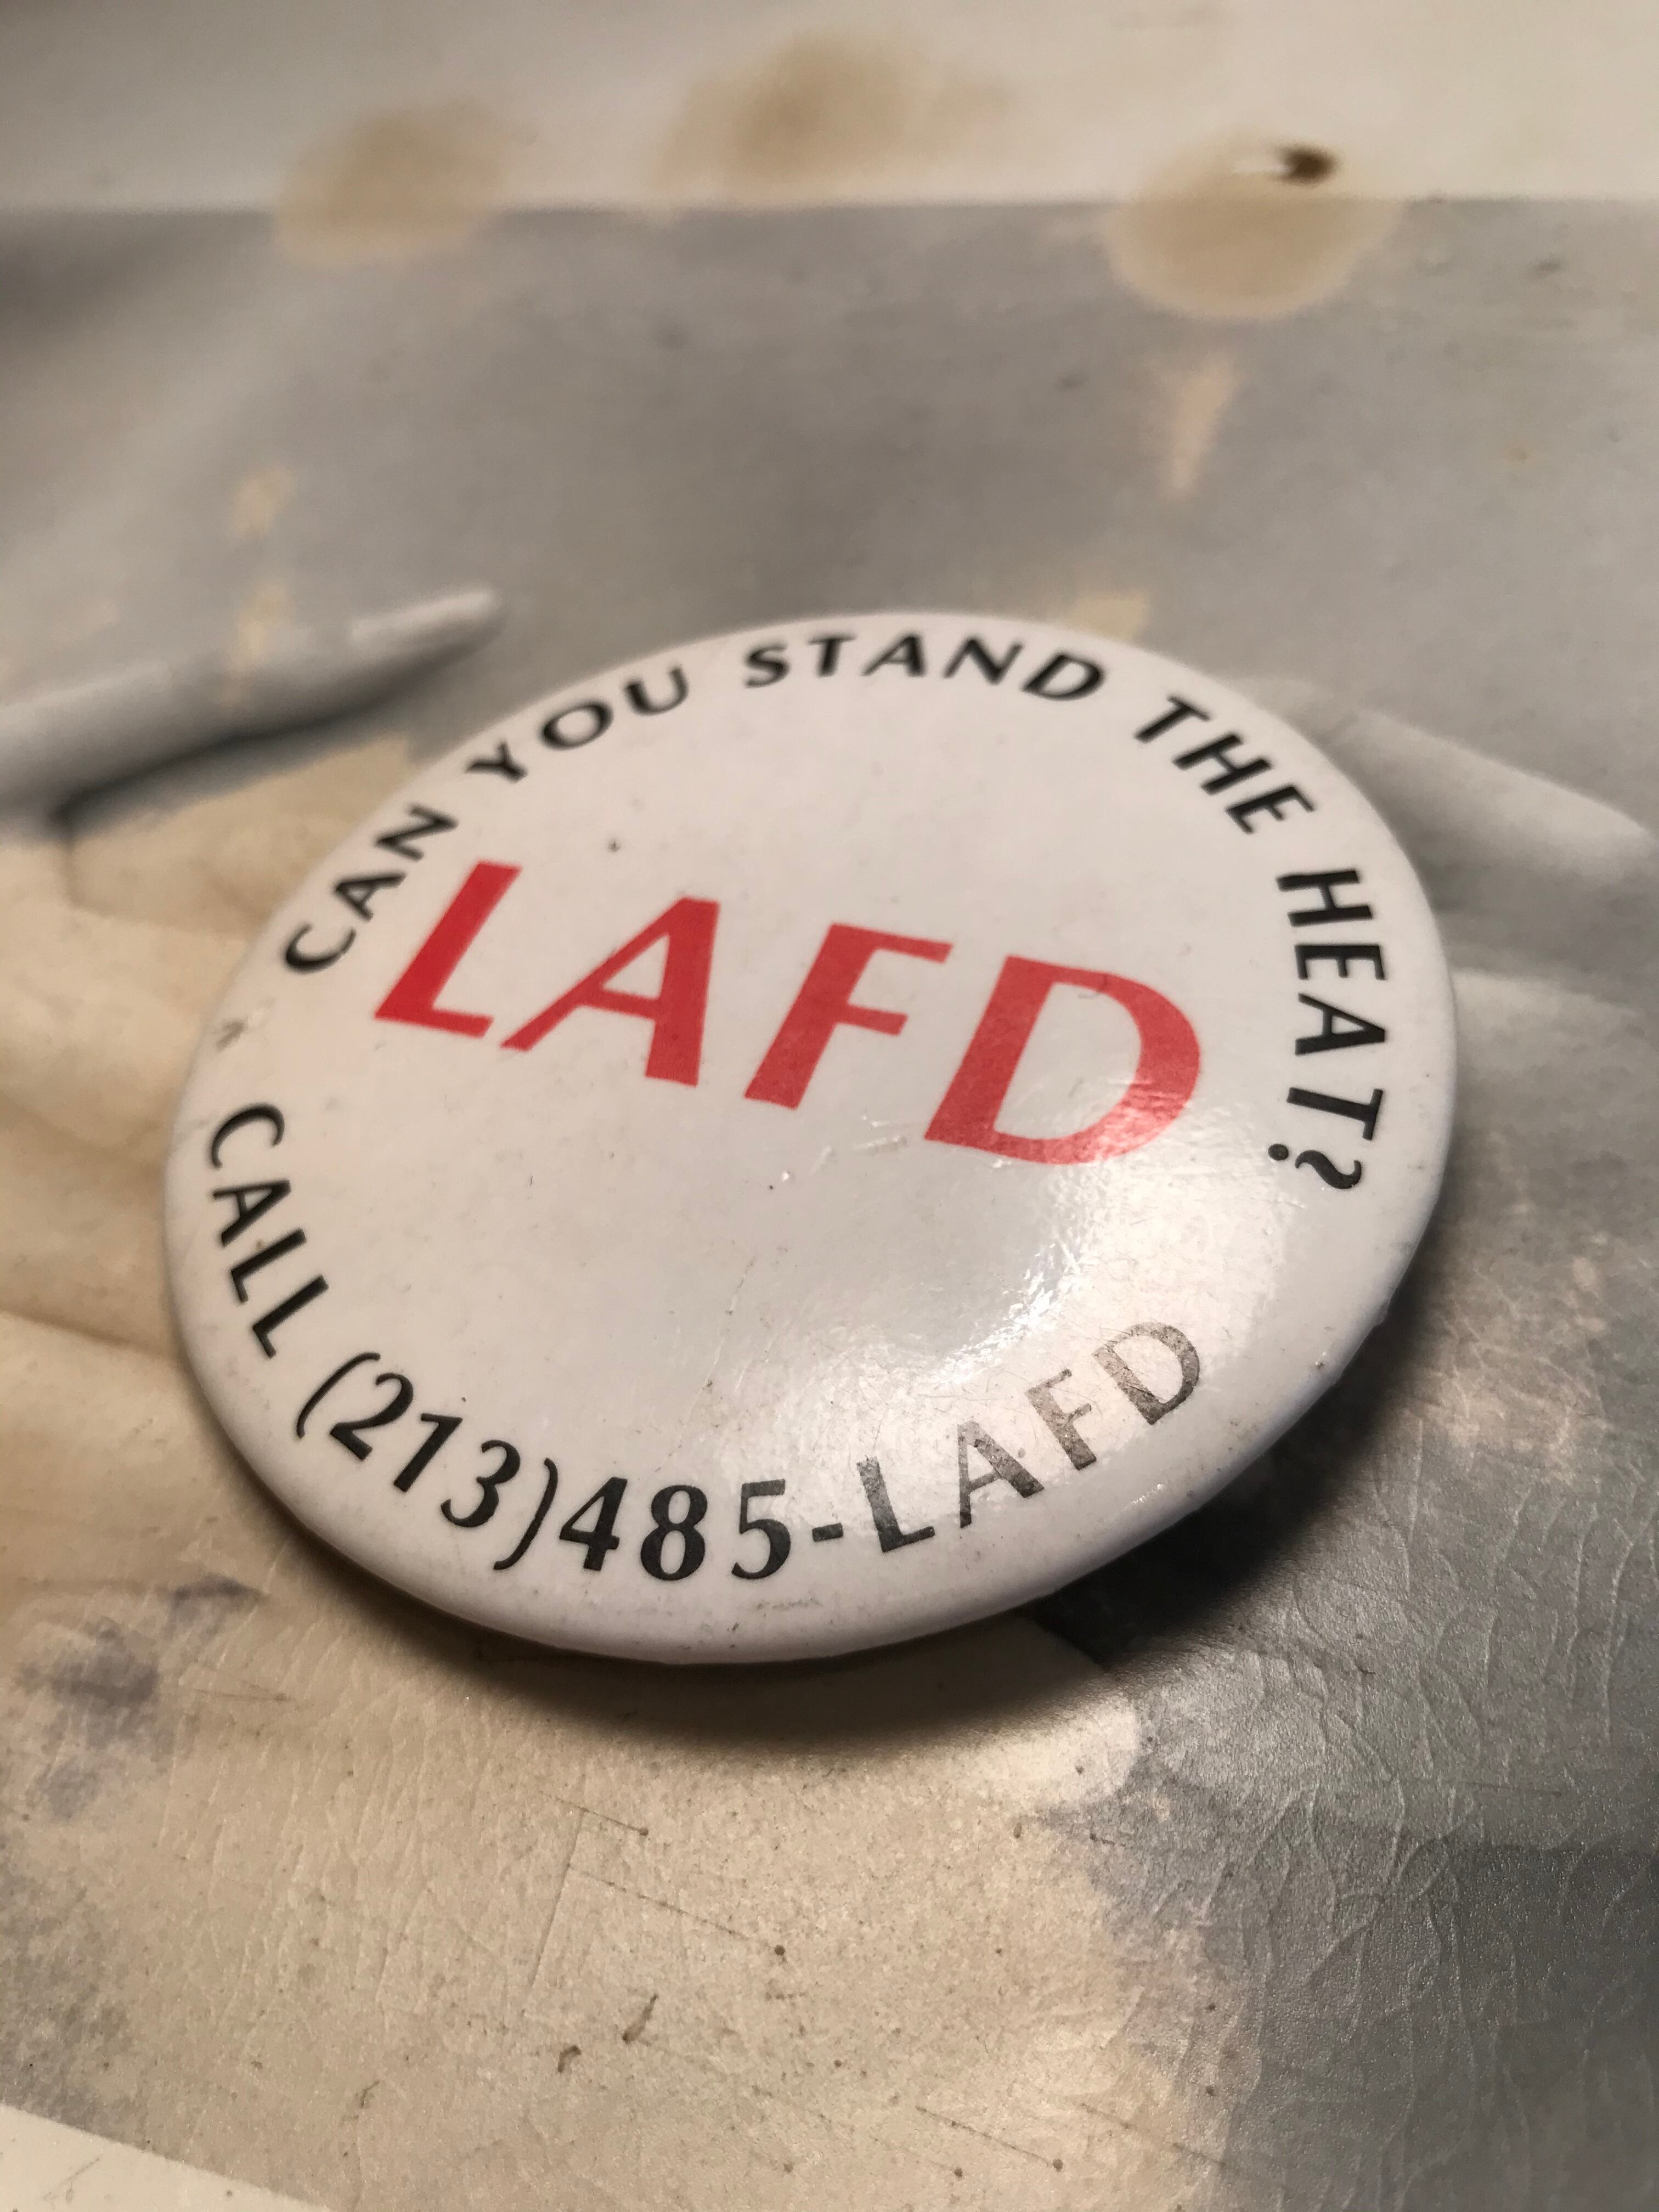 CAN YOU STAND THE HEAT?
LAFD
CALL (213)485-LAFD